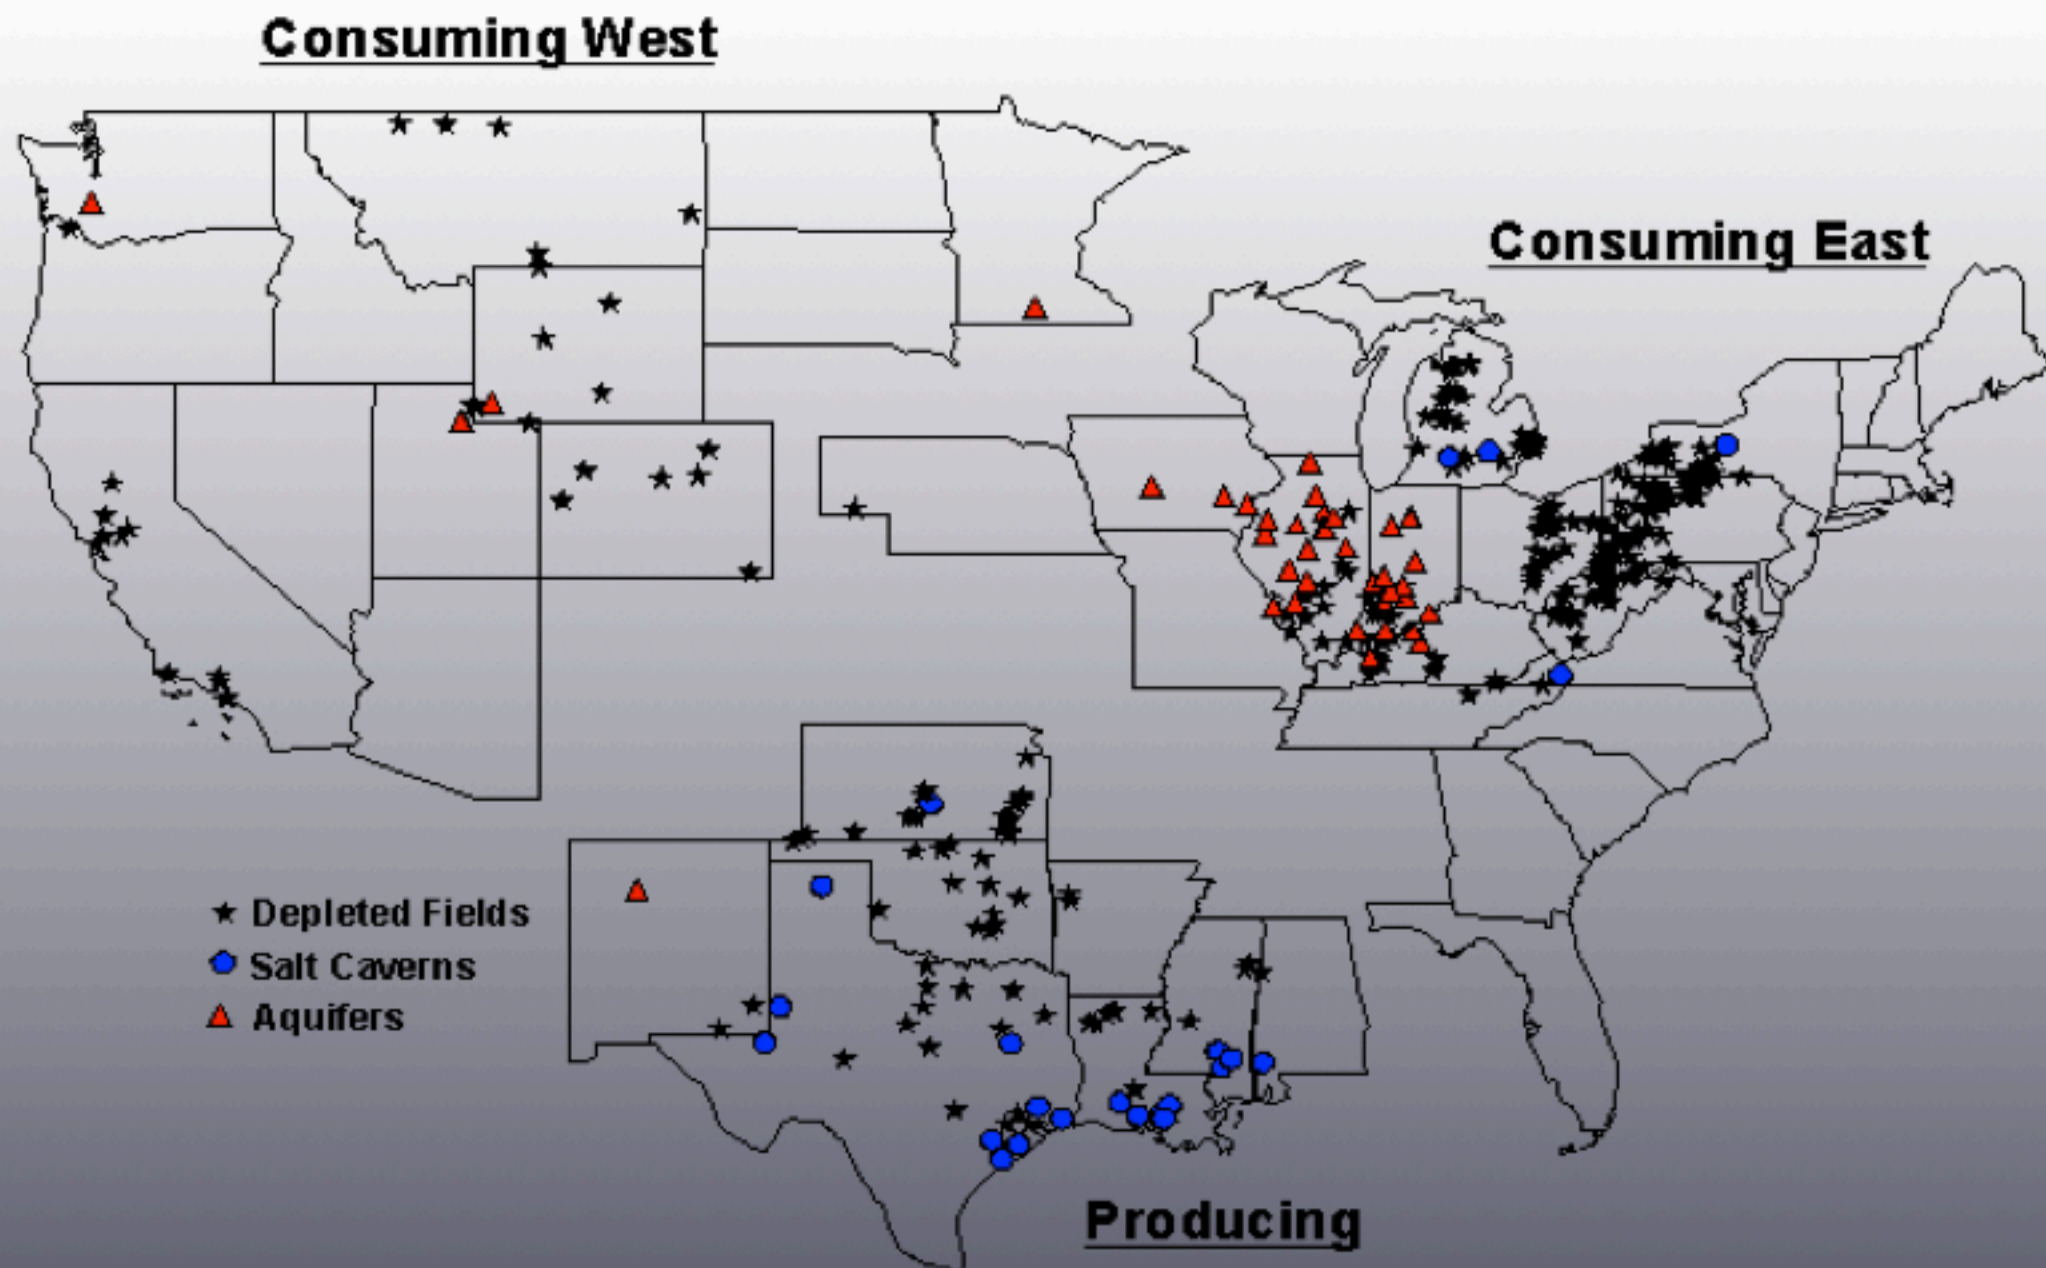 Consuming West
Consuming East
Depleted Fields
Salt Caverns
Aquifers
Producing